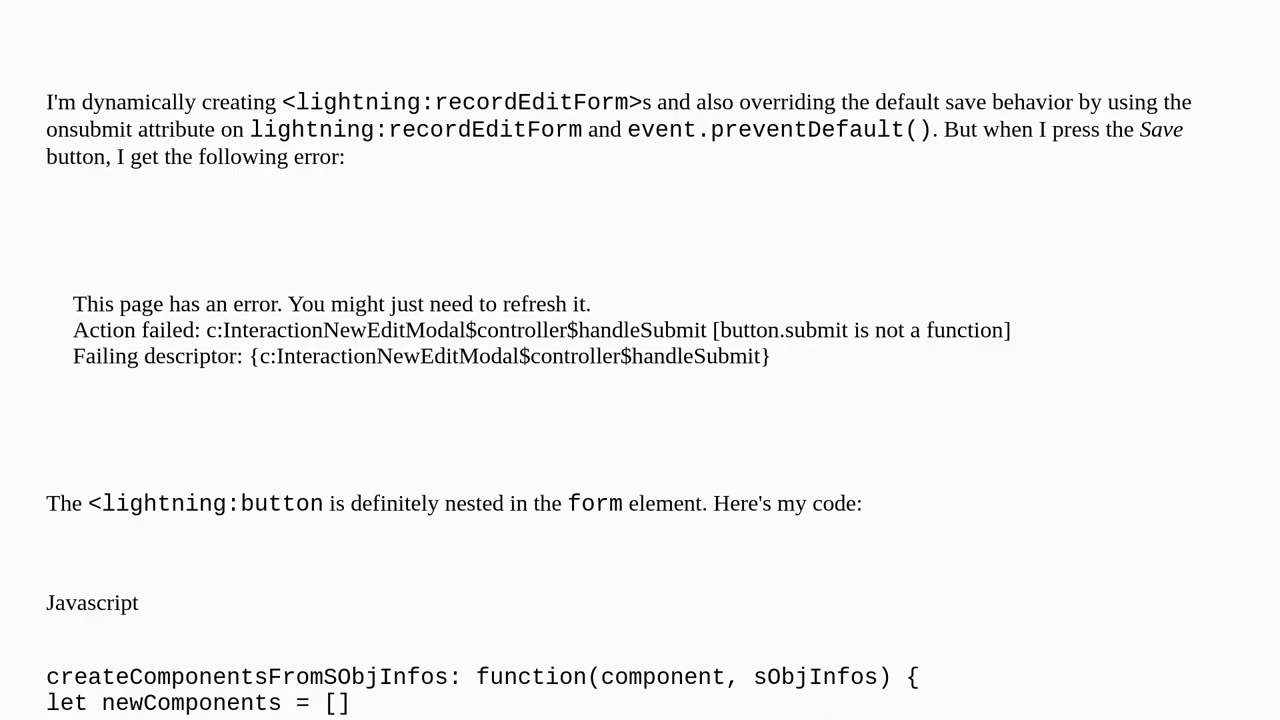 I'm dynamically creating <lightning:recordEditForm>s and also overriding the default save behavior by using the
onsubmit attribute on lightning:recordEditForm and event.preventDefault(). But when I press the Save
button, I get the following error:
This page has an error. You might just need to refresh it.
Action failed: c:InteractionNewEditModal$controller$handleSubmit [button.submit is not a function]
Failing descriptor: {c:InteractionNewEditModal$controller$handleSubmit}
The <lightning:button is definitely nested in the form element. Here's my code:
Javascript
createComponentsFromSObjInfos: function(component, sObjInfos) {
let newComponents = []